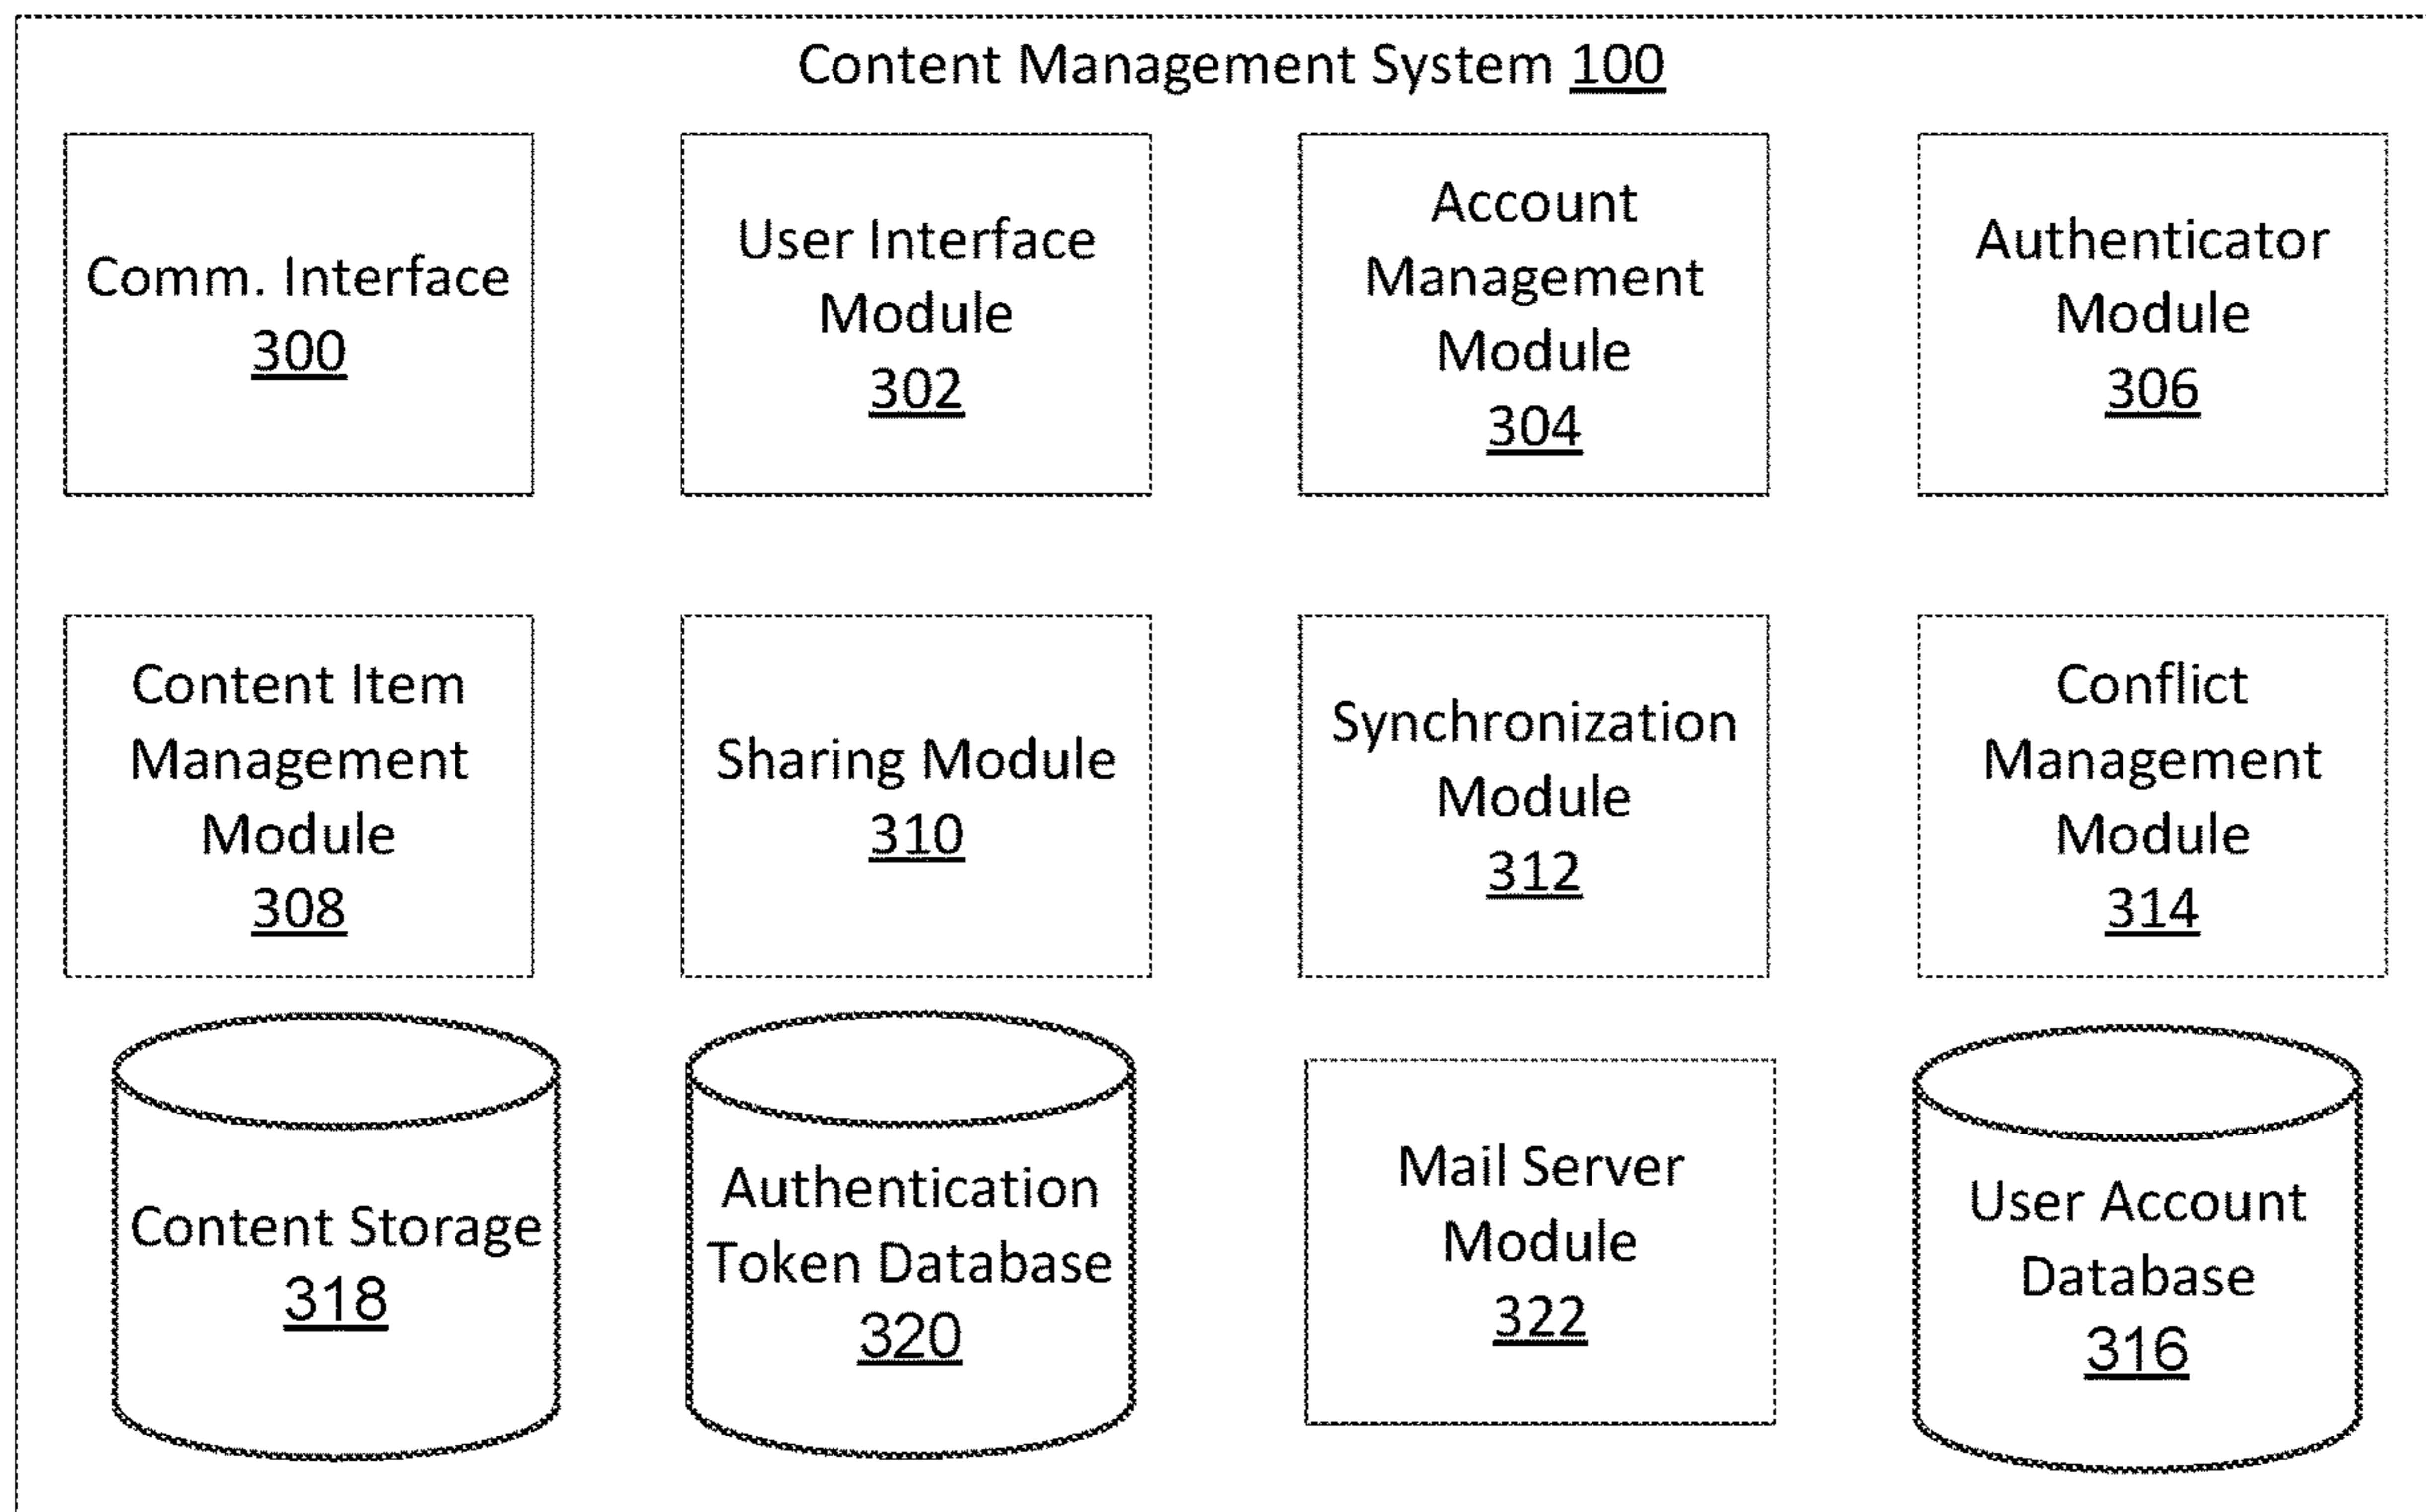 Content Management System 100
Comm. Interface
300
User Interface
Module
302
Account
Management
Module
304
Authenticator
Module
306
Content Item
Management
Module
308
Sharing Module
310
Synchronization
Module
312
Conflict
Management
Module
314
Content Storage
318
Authentication
Token Database
320
Mail Server
Module
322
User Account
Database
316